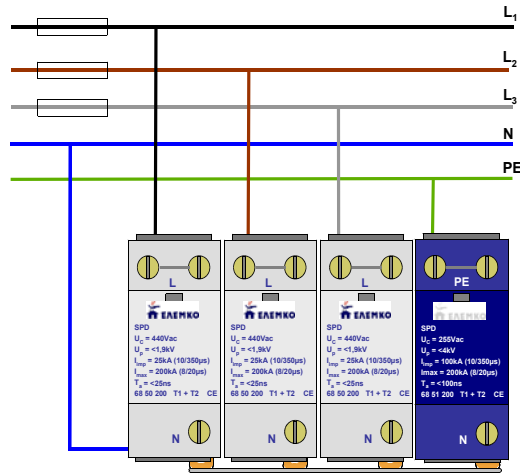 L1
L2
L3
N
PE
L
ΕΛΕΜΚΟ
SPD
UC = 440Vac
Up = <1,9kV
Iimp = 25kA (10/350μs)
Imax = 200kA (8/20μs)
Ta = <25ns
68 50 200 T1 + T2 CE
N
L
ΕΛΕΜΚΟ
SPD
UC = 440Vac
Up = <1,9kV
Iimp = 25kA (10/350μs)
Imax = 200kA (8/20μs)
Ta = <25ns
68 50 200 T1 + T2 CE
N
L
ΕΛΕΜΚΟ
SPD
UC = 440Vac
Up = <1,9kV
Iimp = 25kA (10/350μs)
Imax = 200kA (8/20μs)
Ta = <25ns
68 50 200 T1 + T2 CE
N
PE
ΕΛΕΜΚΟ
SPD
UC = 255Vac
Up = <4kV
Iimp = 100kA (10/350μs)
Imax = 200kA (8/20μs)
Ta = <100ns
68 51 200 T1 + T2 CE
N